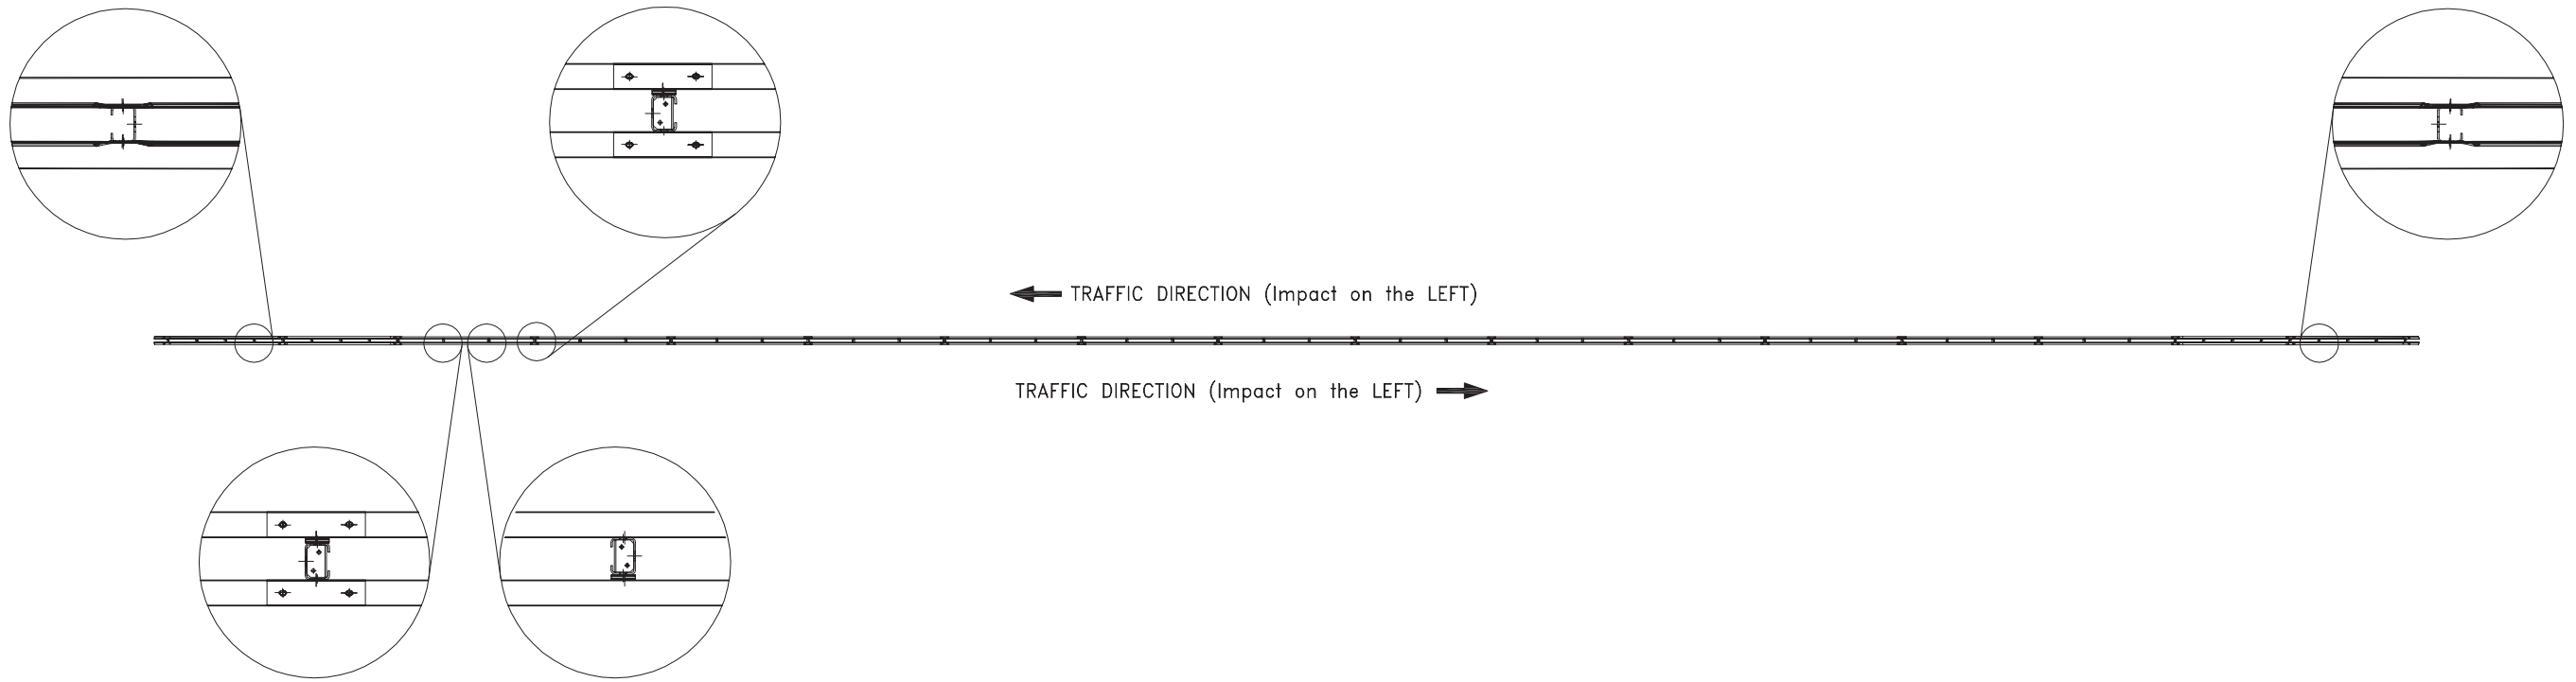 TRAFFIC DIRECTION (Impact on the LEFT)
TRAFFIC DIRECTION (Impact on the LEFT)